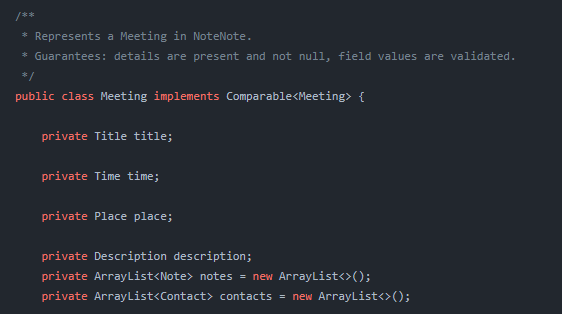 /**
 * Represents a Meeting in NoteNote.
 * Guarantees: details are present and not null, field values are validated.
 */
public class Meeting implements Comparable<Meeting> {
    private Title title;
    private Time time;
    private Place place;
    private Description description;
    private ArrayList<Note> notes = new ArrayList<>();
    private ArrayList<Contact> contacts = new ArrayList<>();